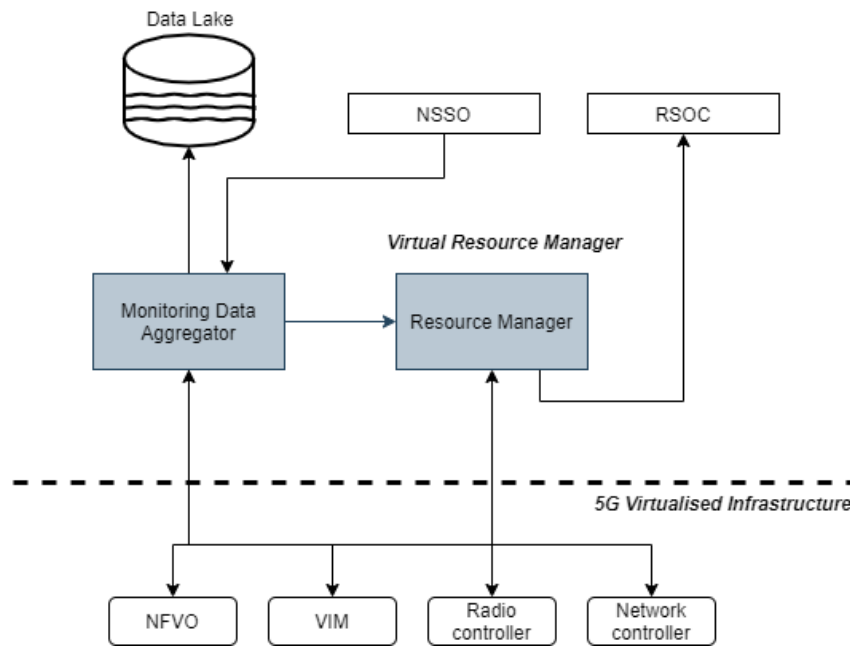 Data Lake
NSSO
RSOC
Virtual Resource Manager
Monitoring Data
Aggregator
Resource Manager
5G Virtualised Infrastructure
NFVO
VIM
Radio
controller
Network
controller